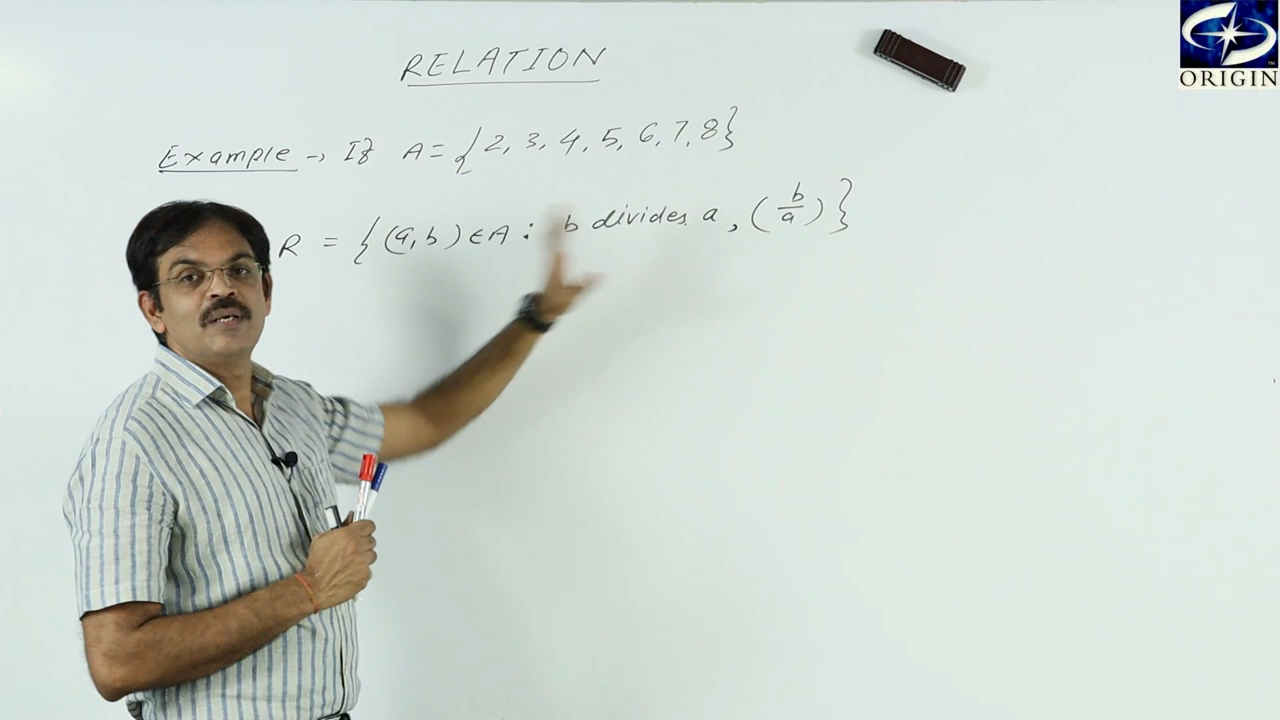 RELATION
ORIGIN
Example → If A = {2, 3, 4, 5, 6, 7, 8}
R = {(a, b) ∈ A : b divides a, (b/a)}